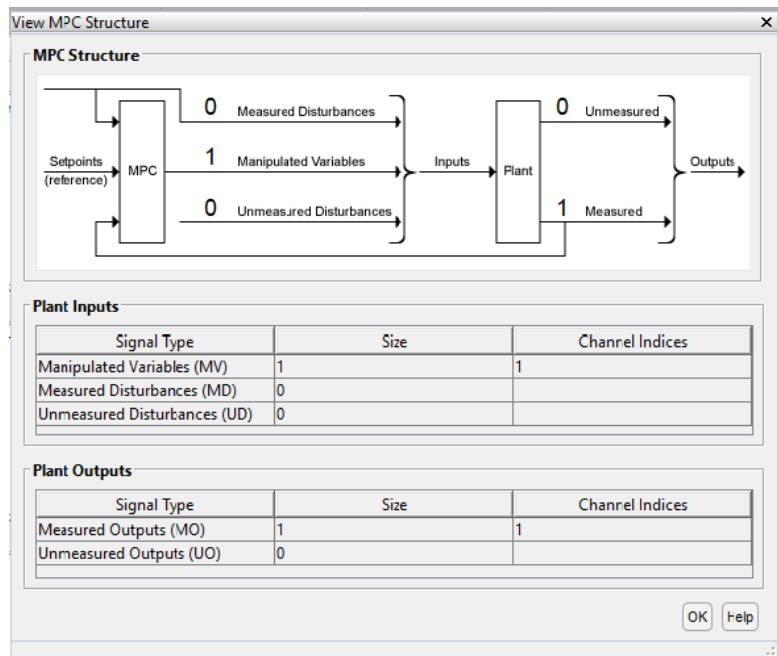 View MPC Structure
MPC Structure
0 Measured Disturbances
0 Unmeasured
Setpoints
(reference)
MPC
1 Manipulated Variables
Inputs
Plant
Outputs
0 Unmeasured Disturbances
1 Measured
Plant Inputs
Signal Type Size Channel Indices
Manipulated Variables (MV) 1 1
Measured Disturbances (MD) 0
Unmeasured Disturbances (UD) 0
Plant Outputs
Signal Type Size Channel Indices
Measured Outputs (MO) 1 1
Unmeasured Outputs (UO) 0
OK Help